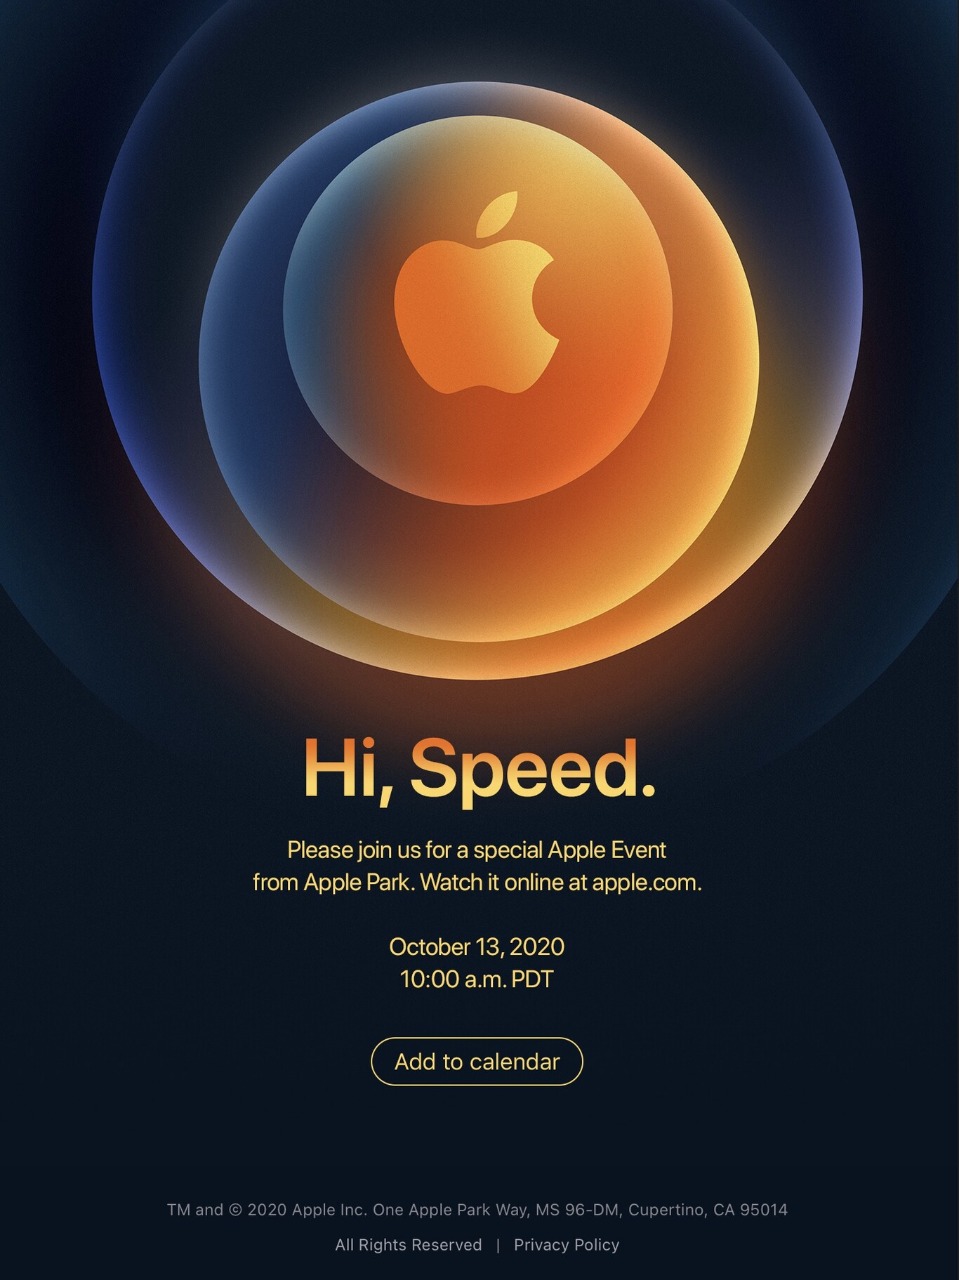 Hi, Speed.
Please join us for a special Apple Event
from Apple Park. Watch it online at apple.com.
October 13, 2020
10:00 a.m. PDT
Add to calendar
TM and © 2020 Apple Inc. One Apple Park Way, MS 96-DM, Cupertino, CA 95014
All Rights Reserved | Privacy Policy